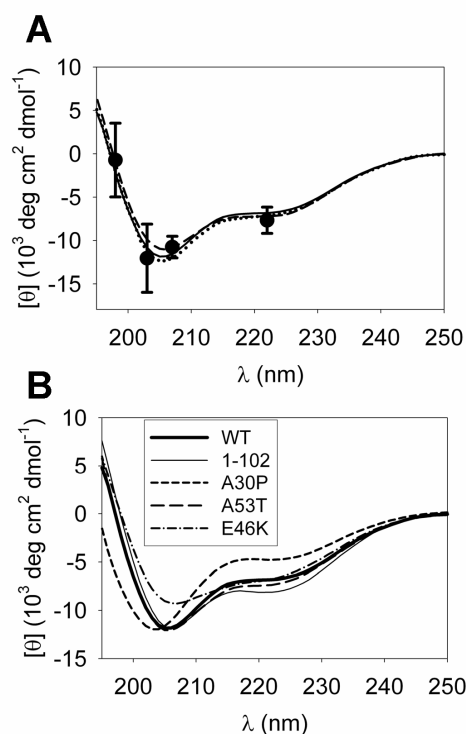 A
10
5
0
-5
-10
-15
[θ] (10³ deg cm² dmol⁻¹)
200 210 220 230 240 250
λ (nm)
B
10
5
0
-5
-10
-15
[θ] (10³ deg cm² dmol⁻¹)
WT
1-102
A30P
A53T
E46K
200 210 220 230 240 250
λ (nm)